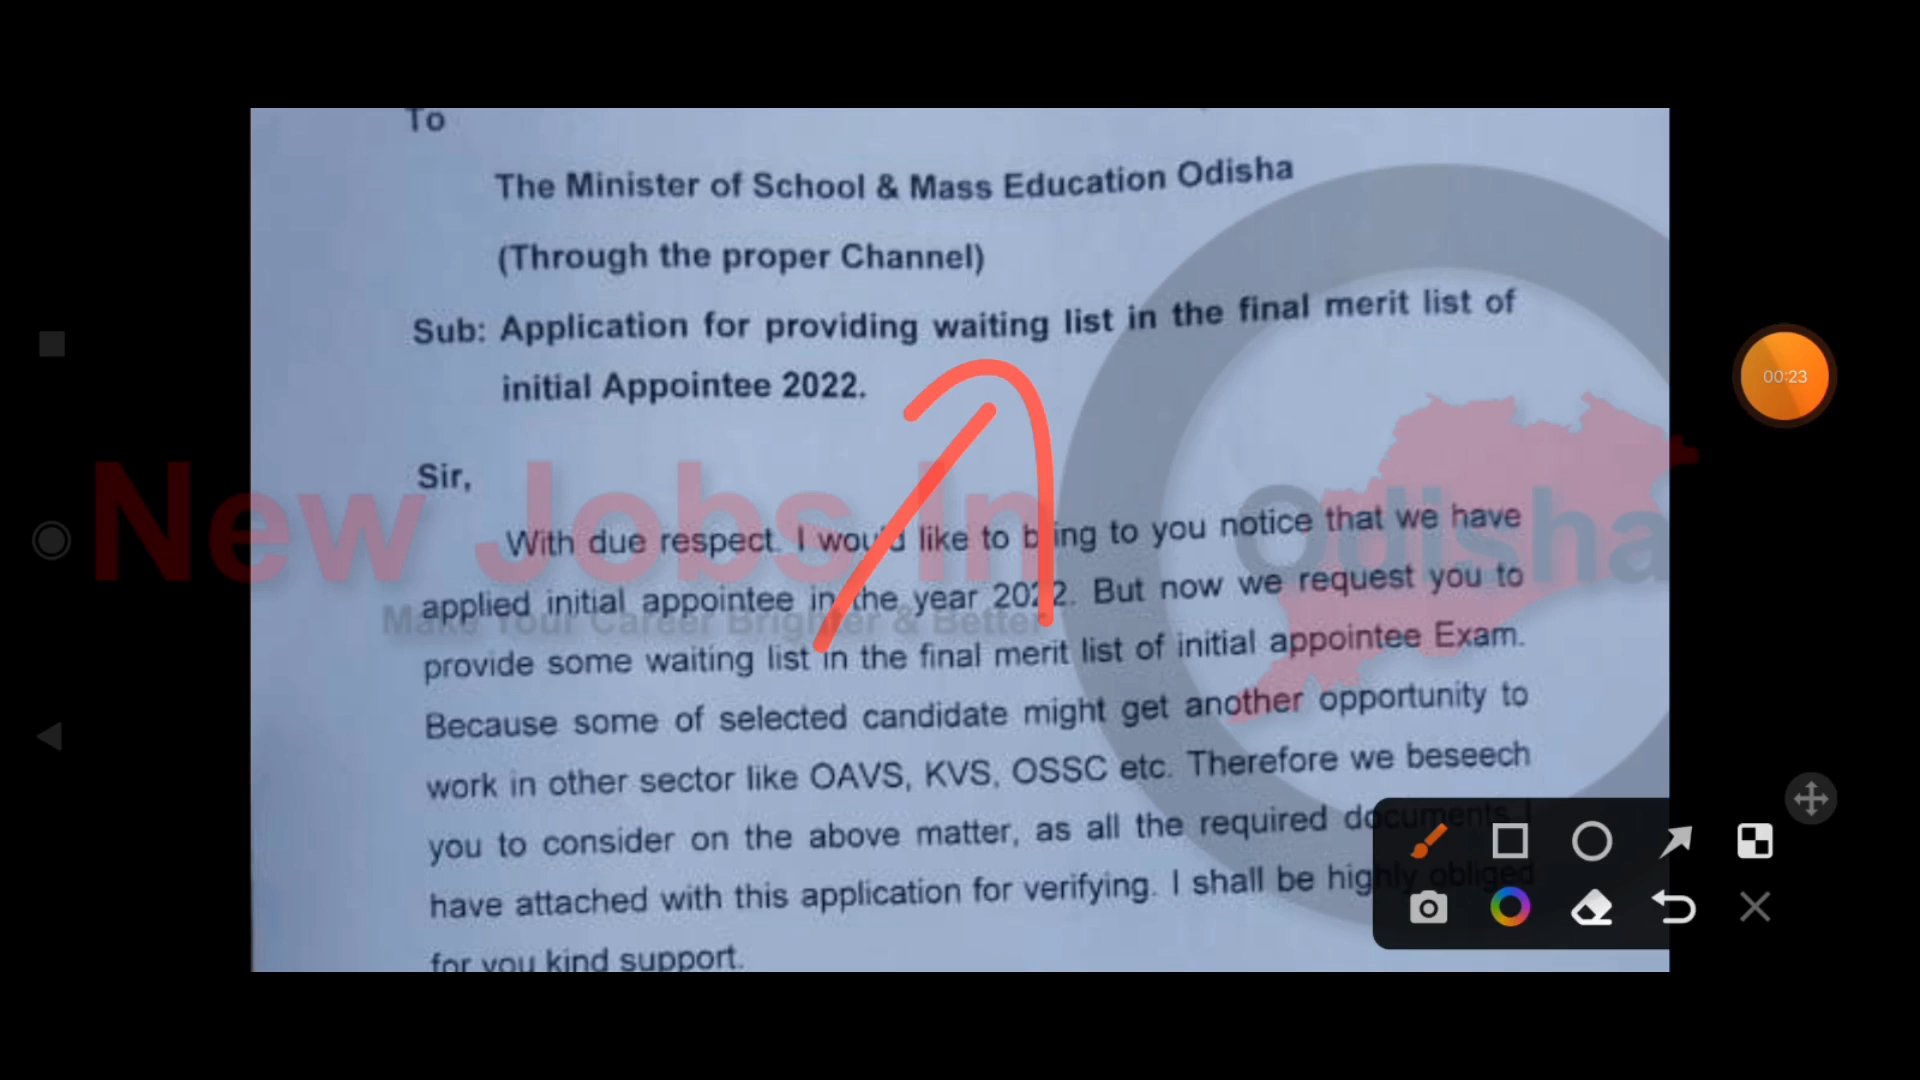 To
The Minister of School & Mass Education Odisha
(Through the proper Channel)
Sub: Application for providing waiting list in the final merit list of
initial Appointee 2022.
Sir,
With due respect. I would like to bring to you notice that we have
applied initial appointee in the year 2022. But now we request you to
provide some waiting list in the final merit list of initial appointee Exam.
Because some of selected candidate might get another opportunity to
work in other sector like OAVS, KVS, OSSC etc. Therefore we beseech
you to consider on the above matter, as all the required documents I
have attached with this application for verifying. I shall be highly obliged
for you kind support.
New Jobs In Odisha
Make Your Career Brighter & Better
00:23